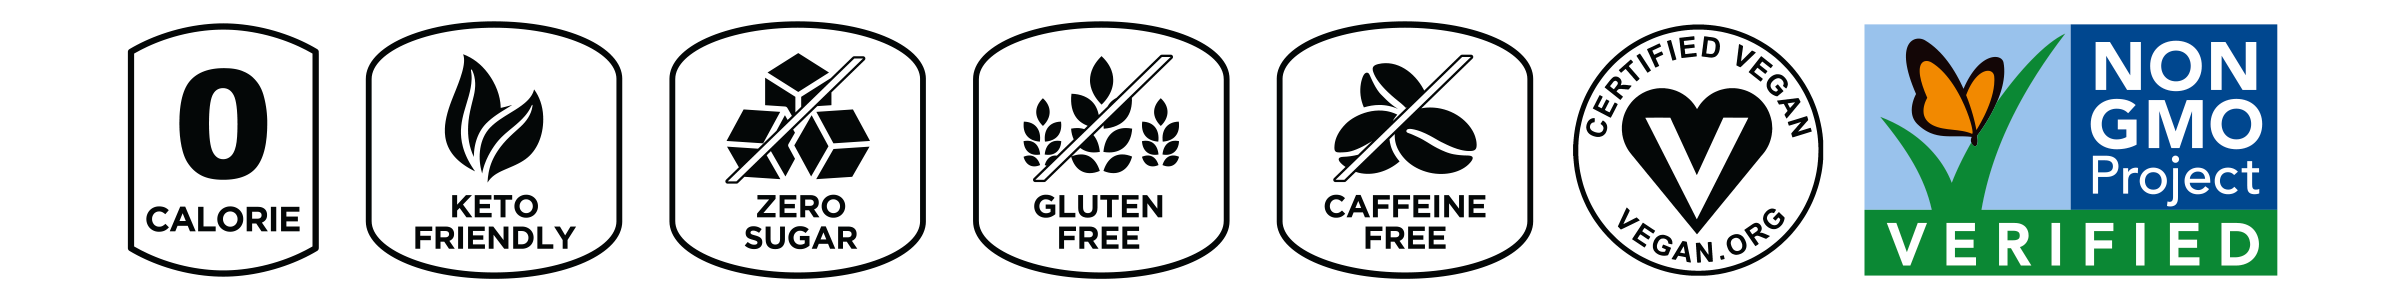 0
CALORIE
KETO
FRIENDLY
ZERO
SUGAR
GLUTEN
FREE
CAFFEINE
FREE
CERTIFIED VEGAN
V
VEGAN.ORG
NON
GMO
Project
VERIFIED